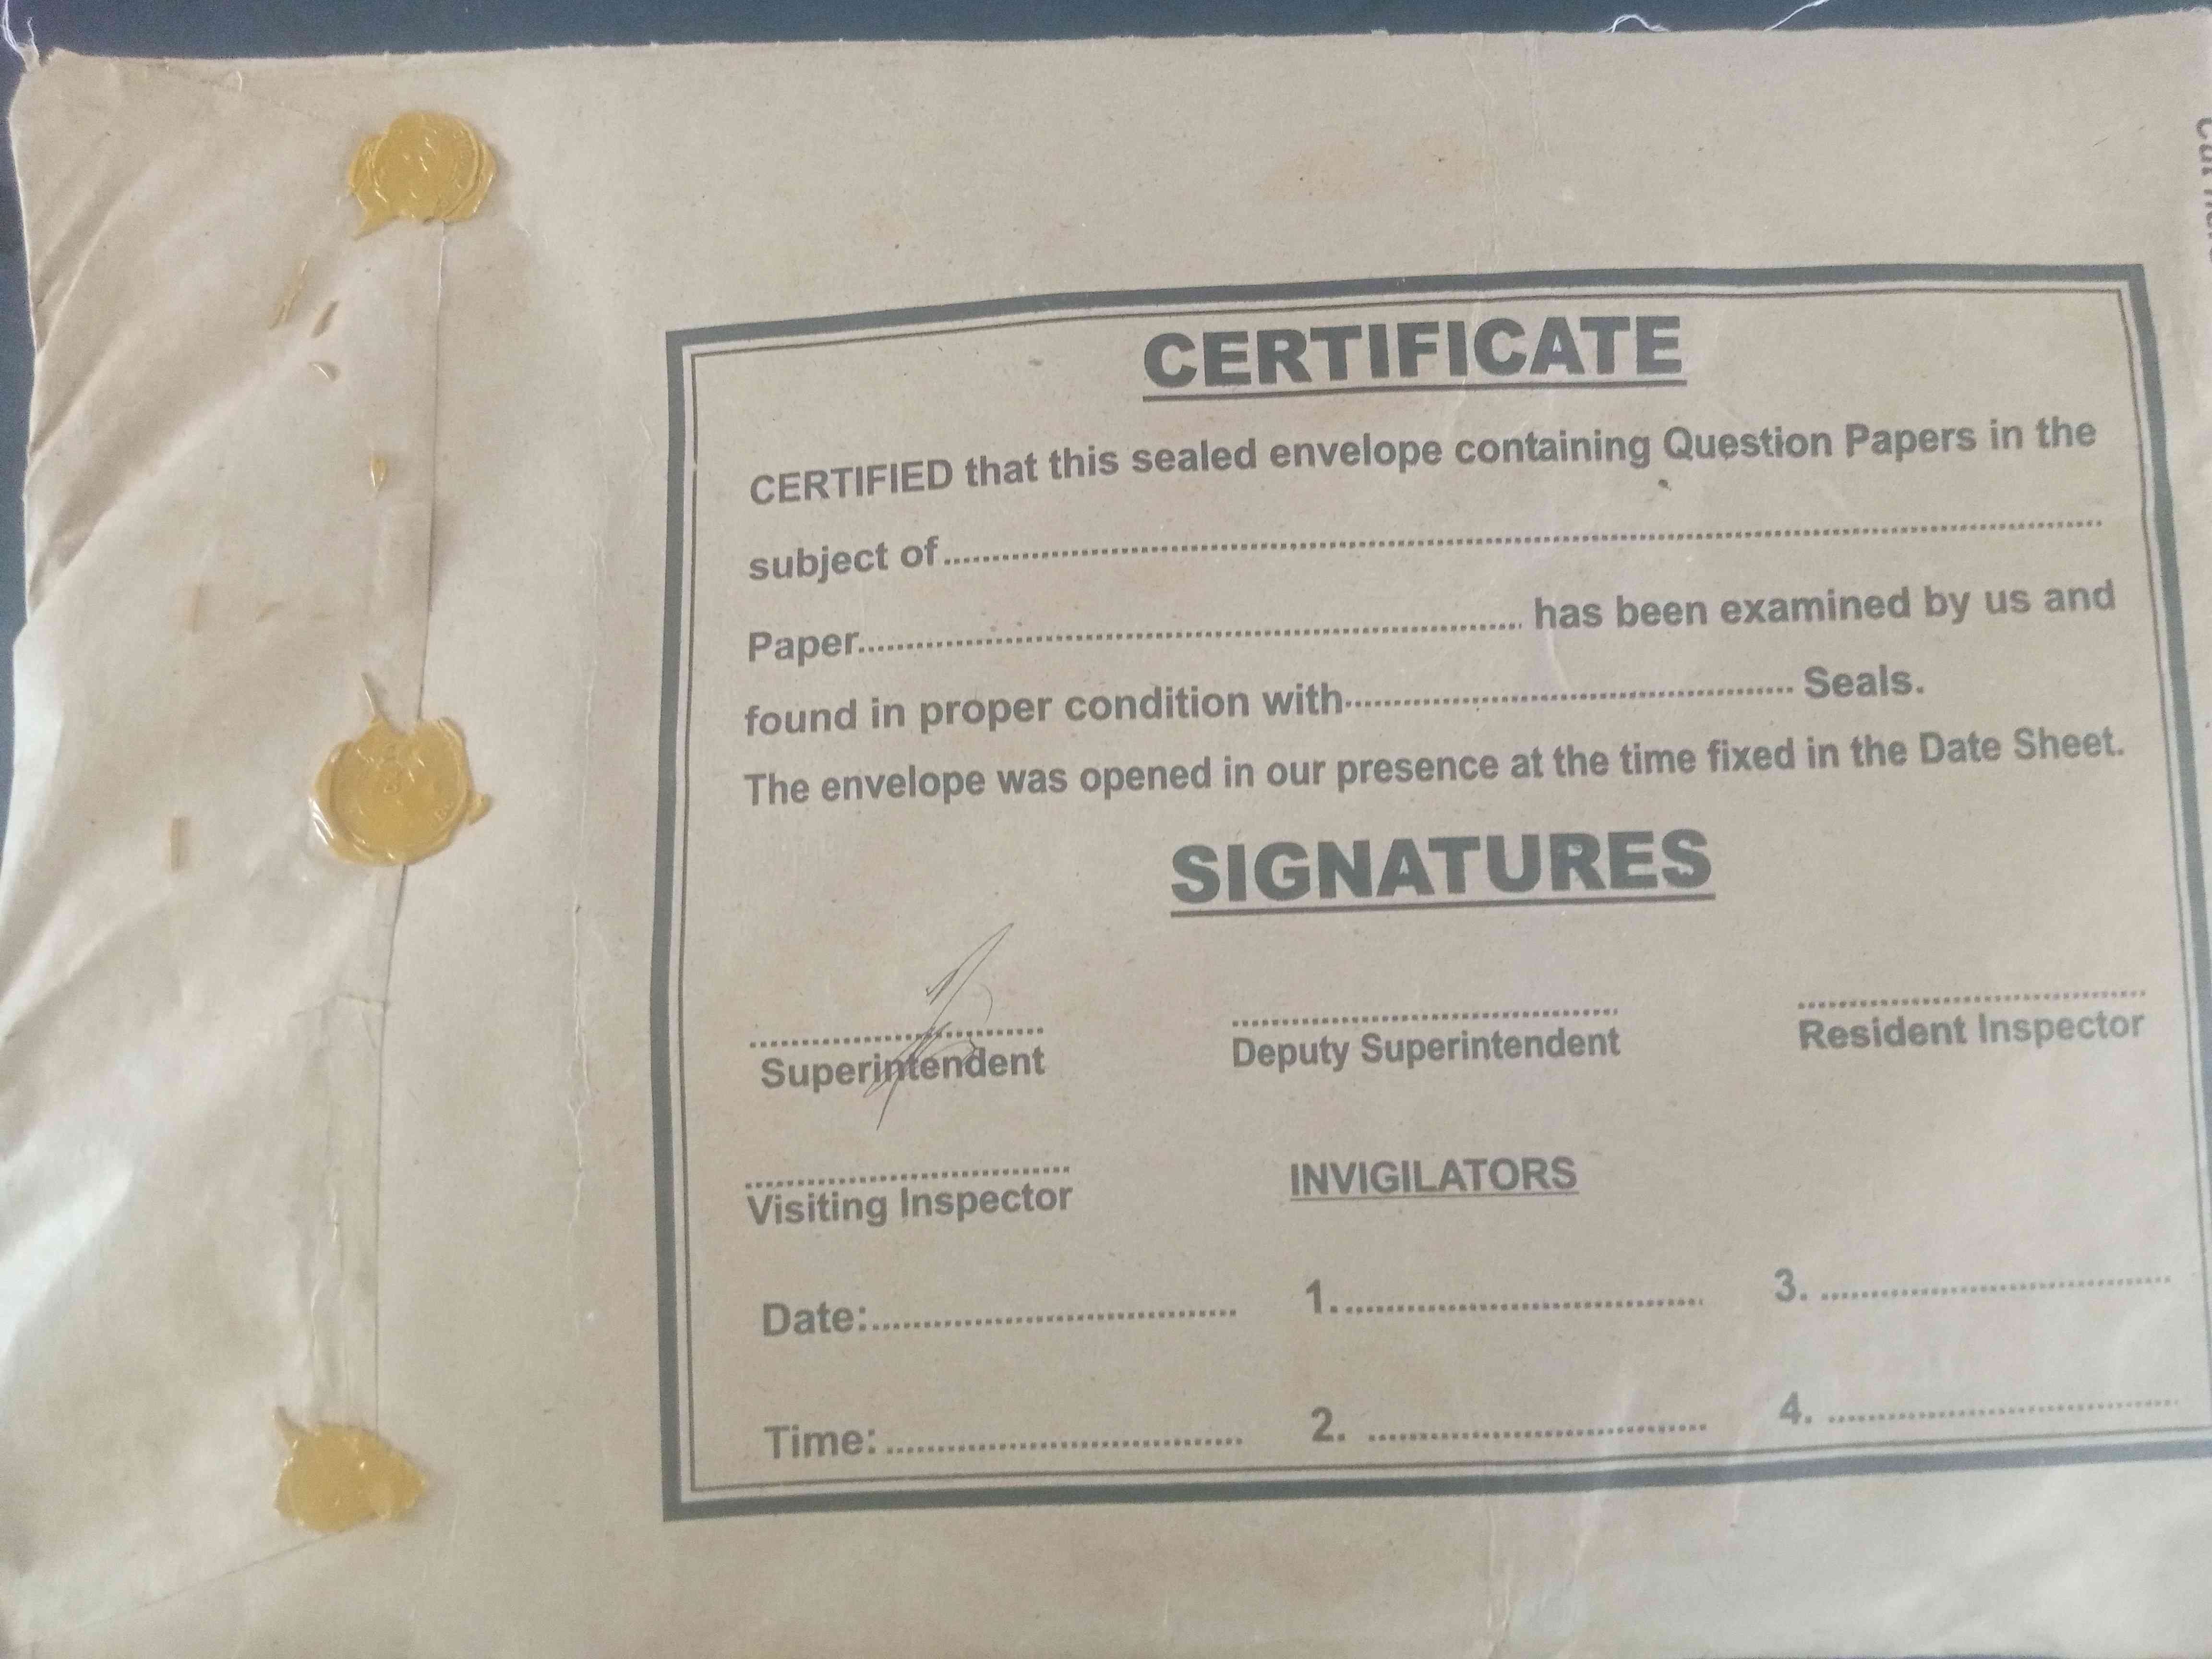 CERTIFICATE
CERTIFIED that this sealed envelope containing Question Papers in the
subject of........................................
Paper........................................ has been examined by us and
found in proper condition with........................................ Seals.
The envelope was opened in our presence at the time fixed in the Date Sheet.
SIGNATURES
Superintendent
Deputy Superintendent
Resident Inspector
Visiting Inspector
INVIGILATORS
Date:........................................
1.........................................
3. ........................................
Time:........................................
2. ........................................
4. ........................................